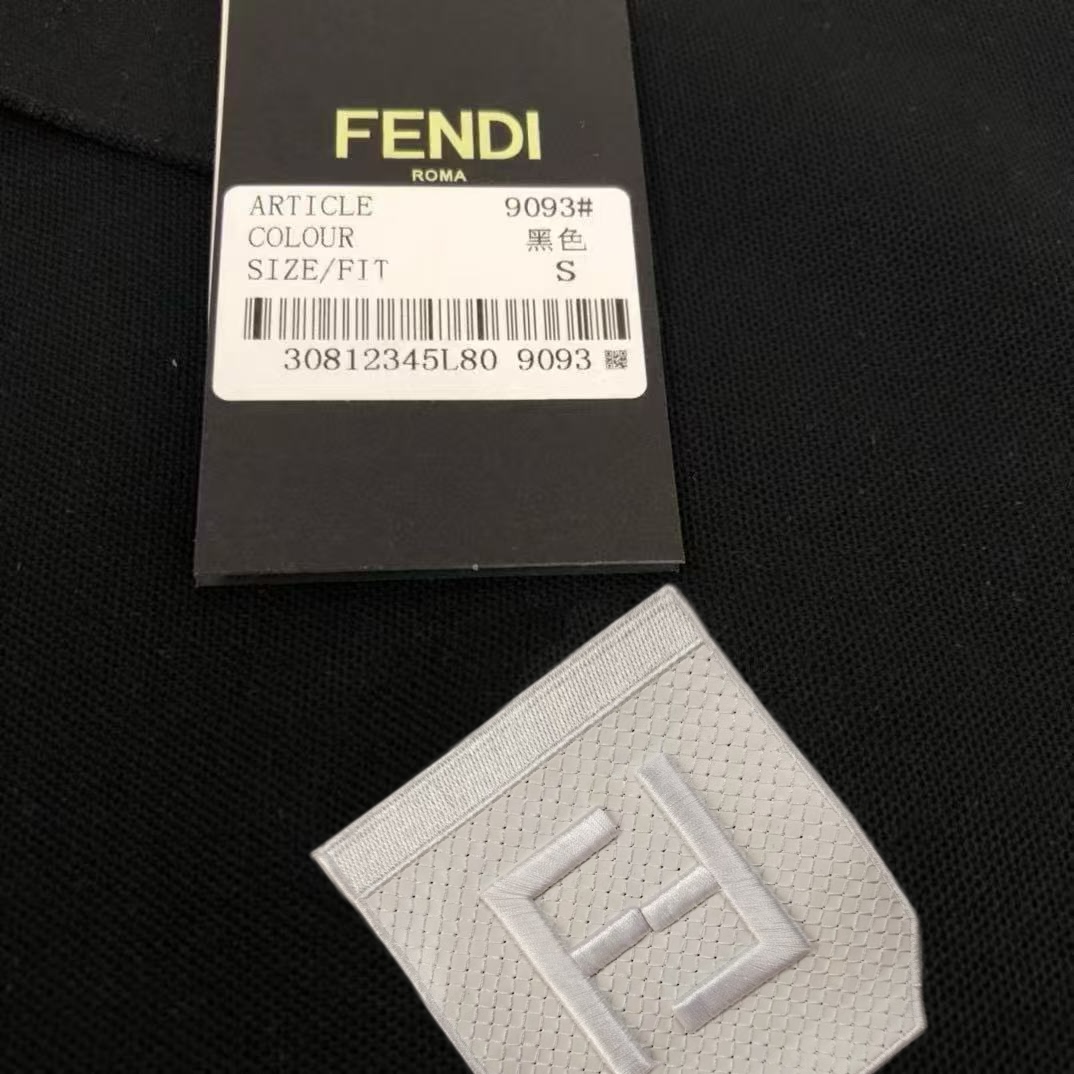 FENDI
ROMA
ARTICLE 9093#
COLOUR 黑色
SIZE/FIT S
30812345L80 9093